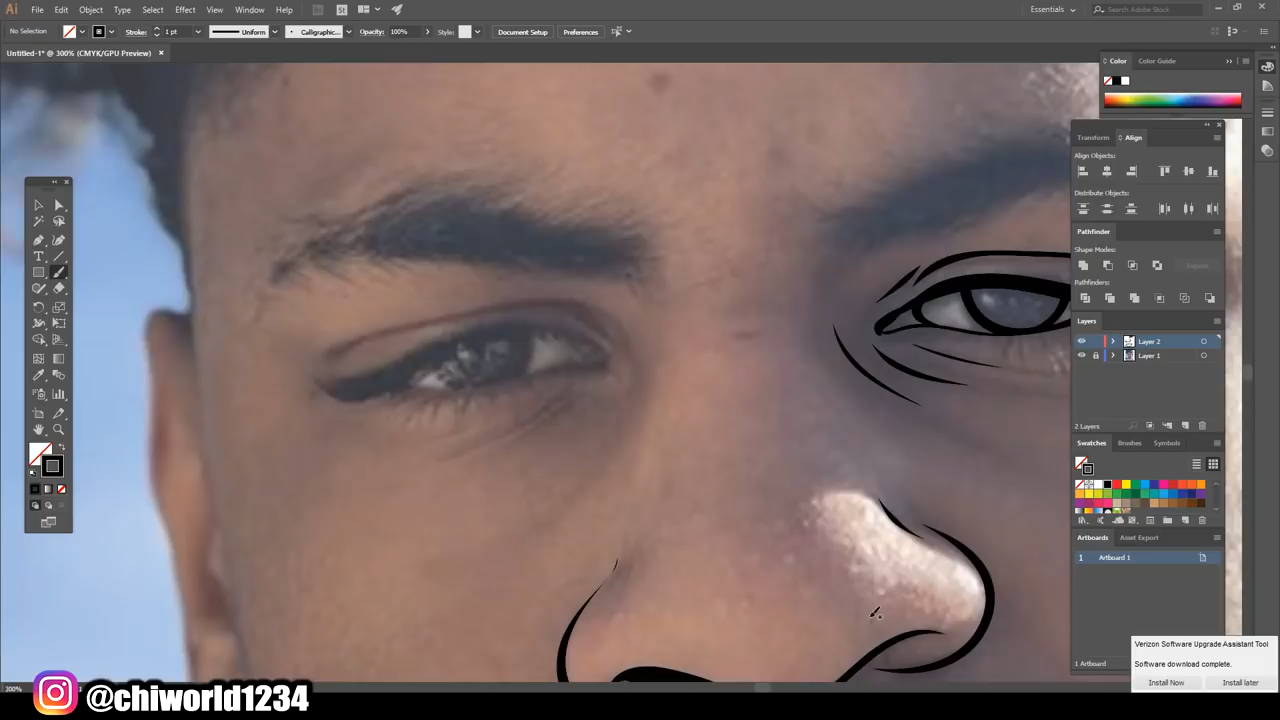 Ai File Edit Object Type Select Effect View Window Help Br St Essentials Search Adobe Stock
No Selection Stroke: 1 pt Uniform Calligraphic... Opacity: 100% Style: Document Setup Preferences
Untitled-1* @ 300% (CMYK/GPU Preview)
Color Color Guide
Transform Align
Align Objects:
Distribute Objects:
Pathfinder
Shape Modes:
Expand
Pathfinders:
Layers
Layer 2
Layer 1
2 Layers
Swatches Brushes Symbols
Artboards Asset Export
1 Artboard 1
1 Artboard
Verizon Software Upgrade Assistant Tool
Software download complete.
Install Now Install later
300%
@chiworld1234